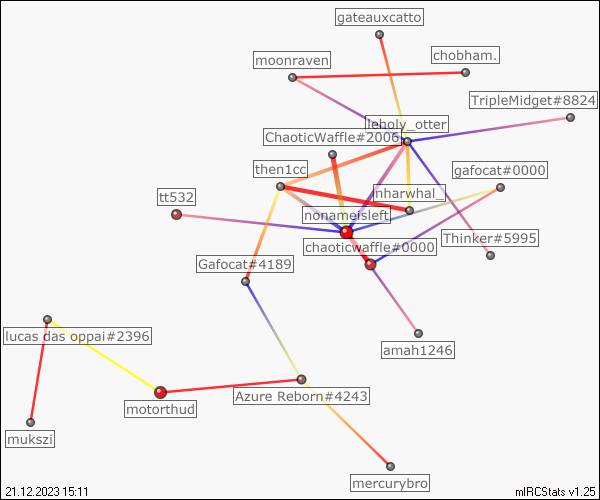 gateauxcatto
chobham.
moonraven
TripleMidget#8824
leholy_otter
ChaoticWaffle#2006
then1cc
gafocat#0000
tt532
nharwhal_
nonameisleft
Thinker#5995
chaoticwaffle#0000
Gafocat#4189
lucas das oppai#2396
amah1246
Azure Reborn#4243
motorthud
mukszi
mercurybro
21.12.2023 15:11
mIRCStats v1.25